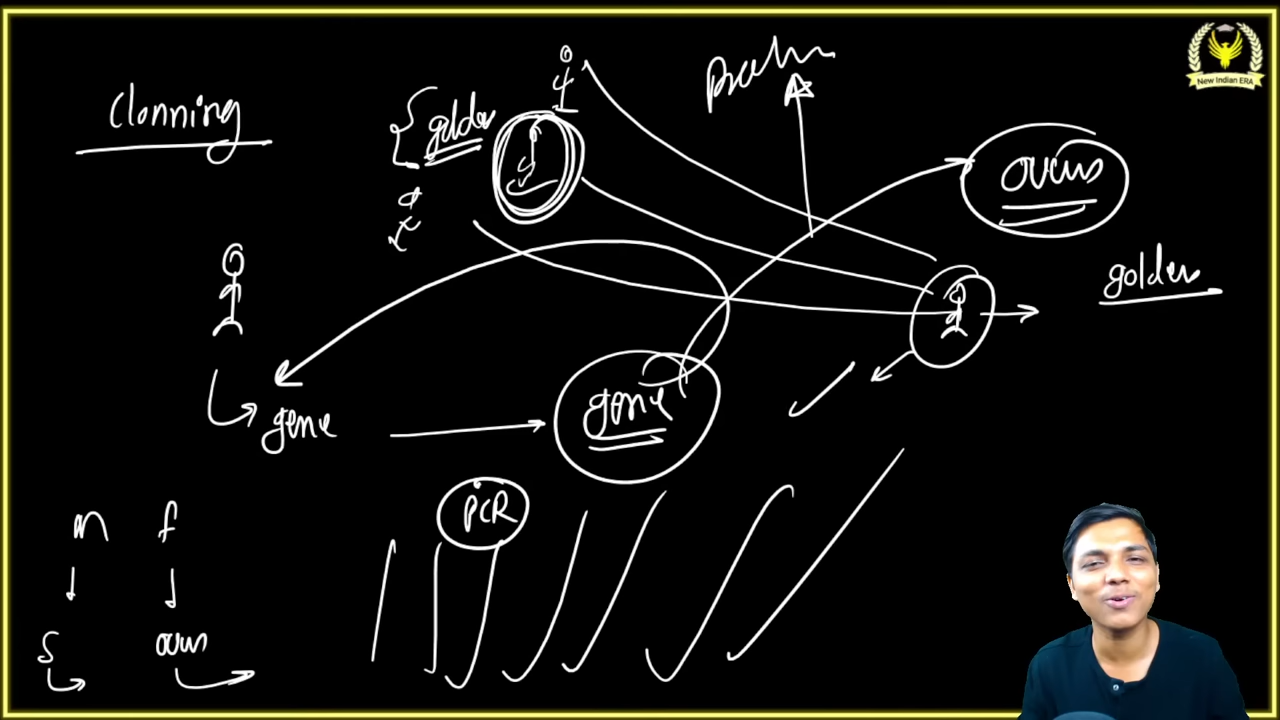 Clonning
golden
ovum
golden
gene
gene
PCR
m f
s ovum
New Indian ERA